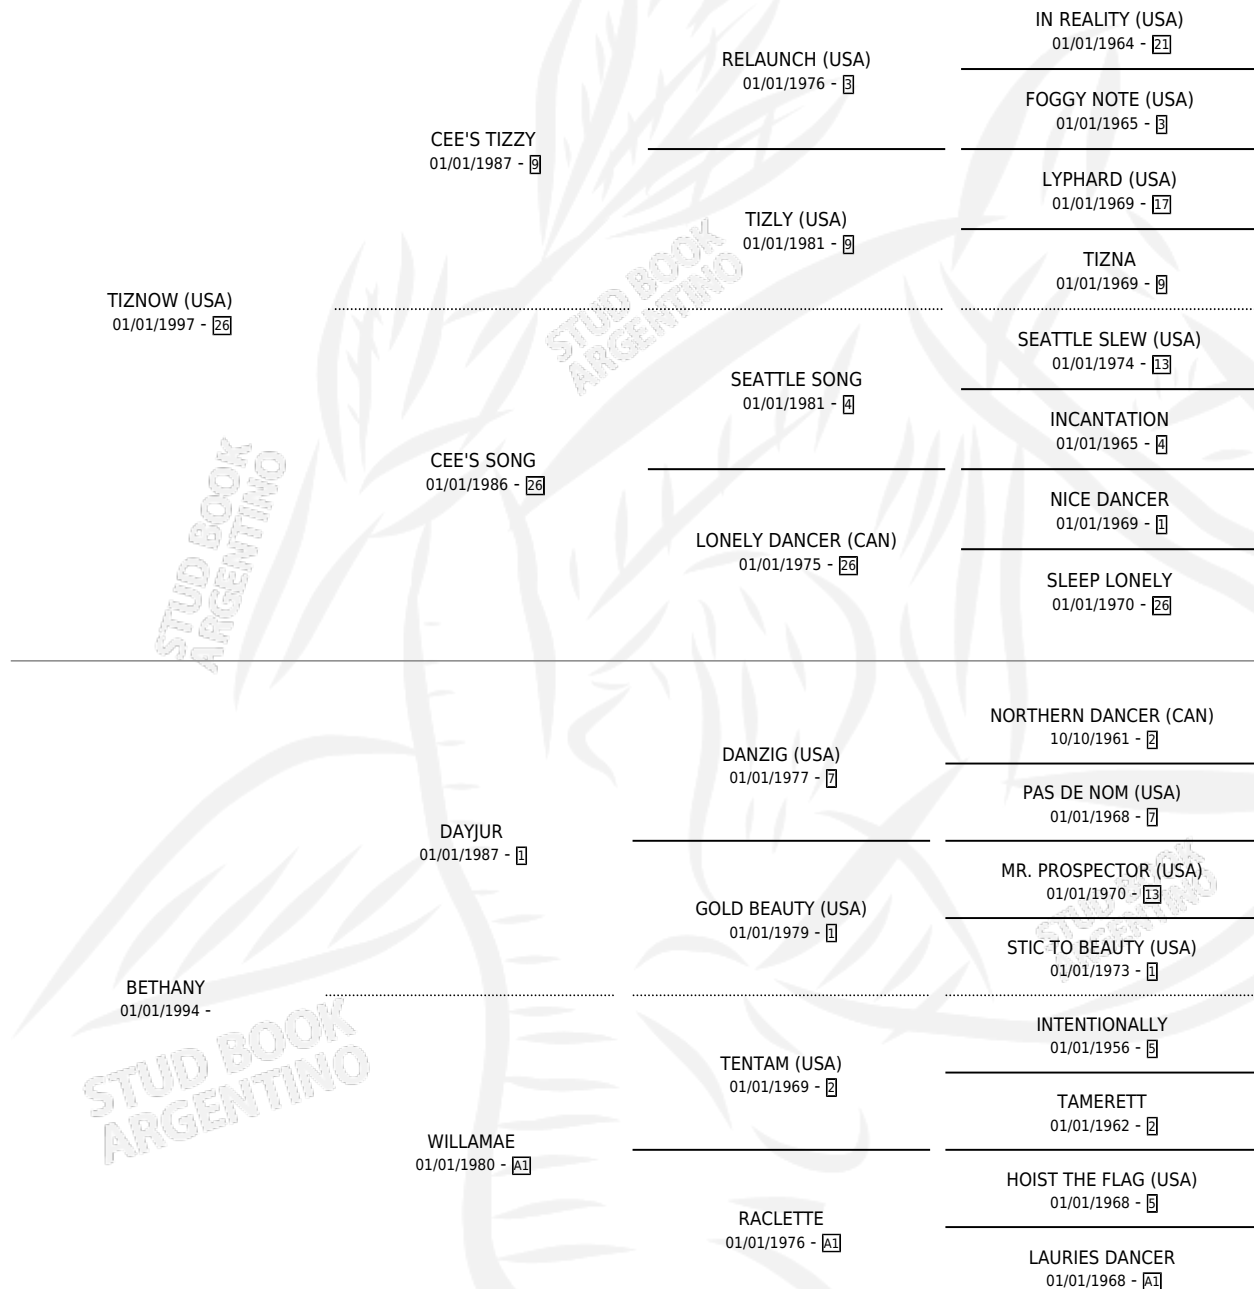 IN REALITY (USA)
01/01/1964 - 21
RELAUNCH (USA)
01/01/1976 - 3
FOGGY NOTE (USA)
01/01/1965 - 3
CEE'S TIZZY
01/01/1987 - 9
LYPHARD (USA)
01/01/1969 - 17
TIZLY (USA)
01/01/1981 - 9
TIZNA
01/01/1969 - 9
TIZNOW (USA)
01/01/1997 - 26
SEATTLE SLEW (USA)
01/01/1974 - 13
SEATTLE SONG
01/01/1981 - 4
INCANTATION
01/01/1965 - 4
CEE'S SONG
01/01/1986 - 26
NICE DANCER
01/01/1969 - 1
LONELY DANCER (CAN)
01/01/1975 - 26
SLEEP LONELY
01/01/1970 - 26
NORTHERN DANCER (CAN)
10/10/1961 - 2
DANZIG (USA)
01/01/1977 - 7
PAS DE NOM (USA)
01/01/1968 - 7
DAYJUR
01/01/1987 - 1
MR. PROSPECTOR (USA)
01/01/1970 - 13
GOLD BEAUTY (USA)
01/01/1979 - 1
STIC TO BEAUTY (USA)
01/01/1973 - 1
BETHANY
01/01/1994 -
INTENTIONALLY
01/01/1956 - 5
TENTAM (USA)
01/01/1969 - 2
TAMERETT
01/01/1962 - 2
WILLAMAE
01/01/1980 - A1
HOIST THE FLAG (USA)
01/01/1968 - 5
RACLETTE
01/01/1976 - A1
LAURIES DANCER
01/01/1968 - A1
STUD BOOK
ARGENTINO
STUD BOOK
ARGENTINO
STUD BOOK
ARGENTINO
STUD BOOK
ARGENTINO